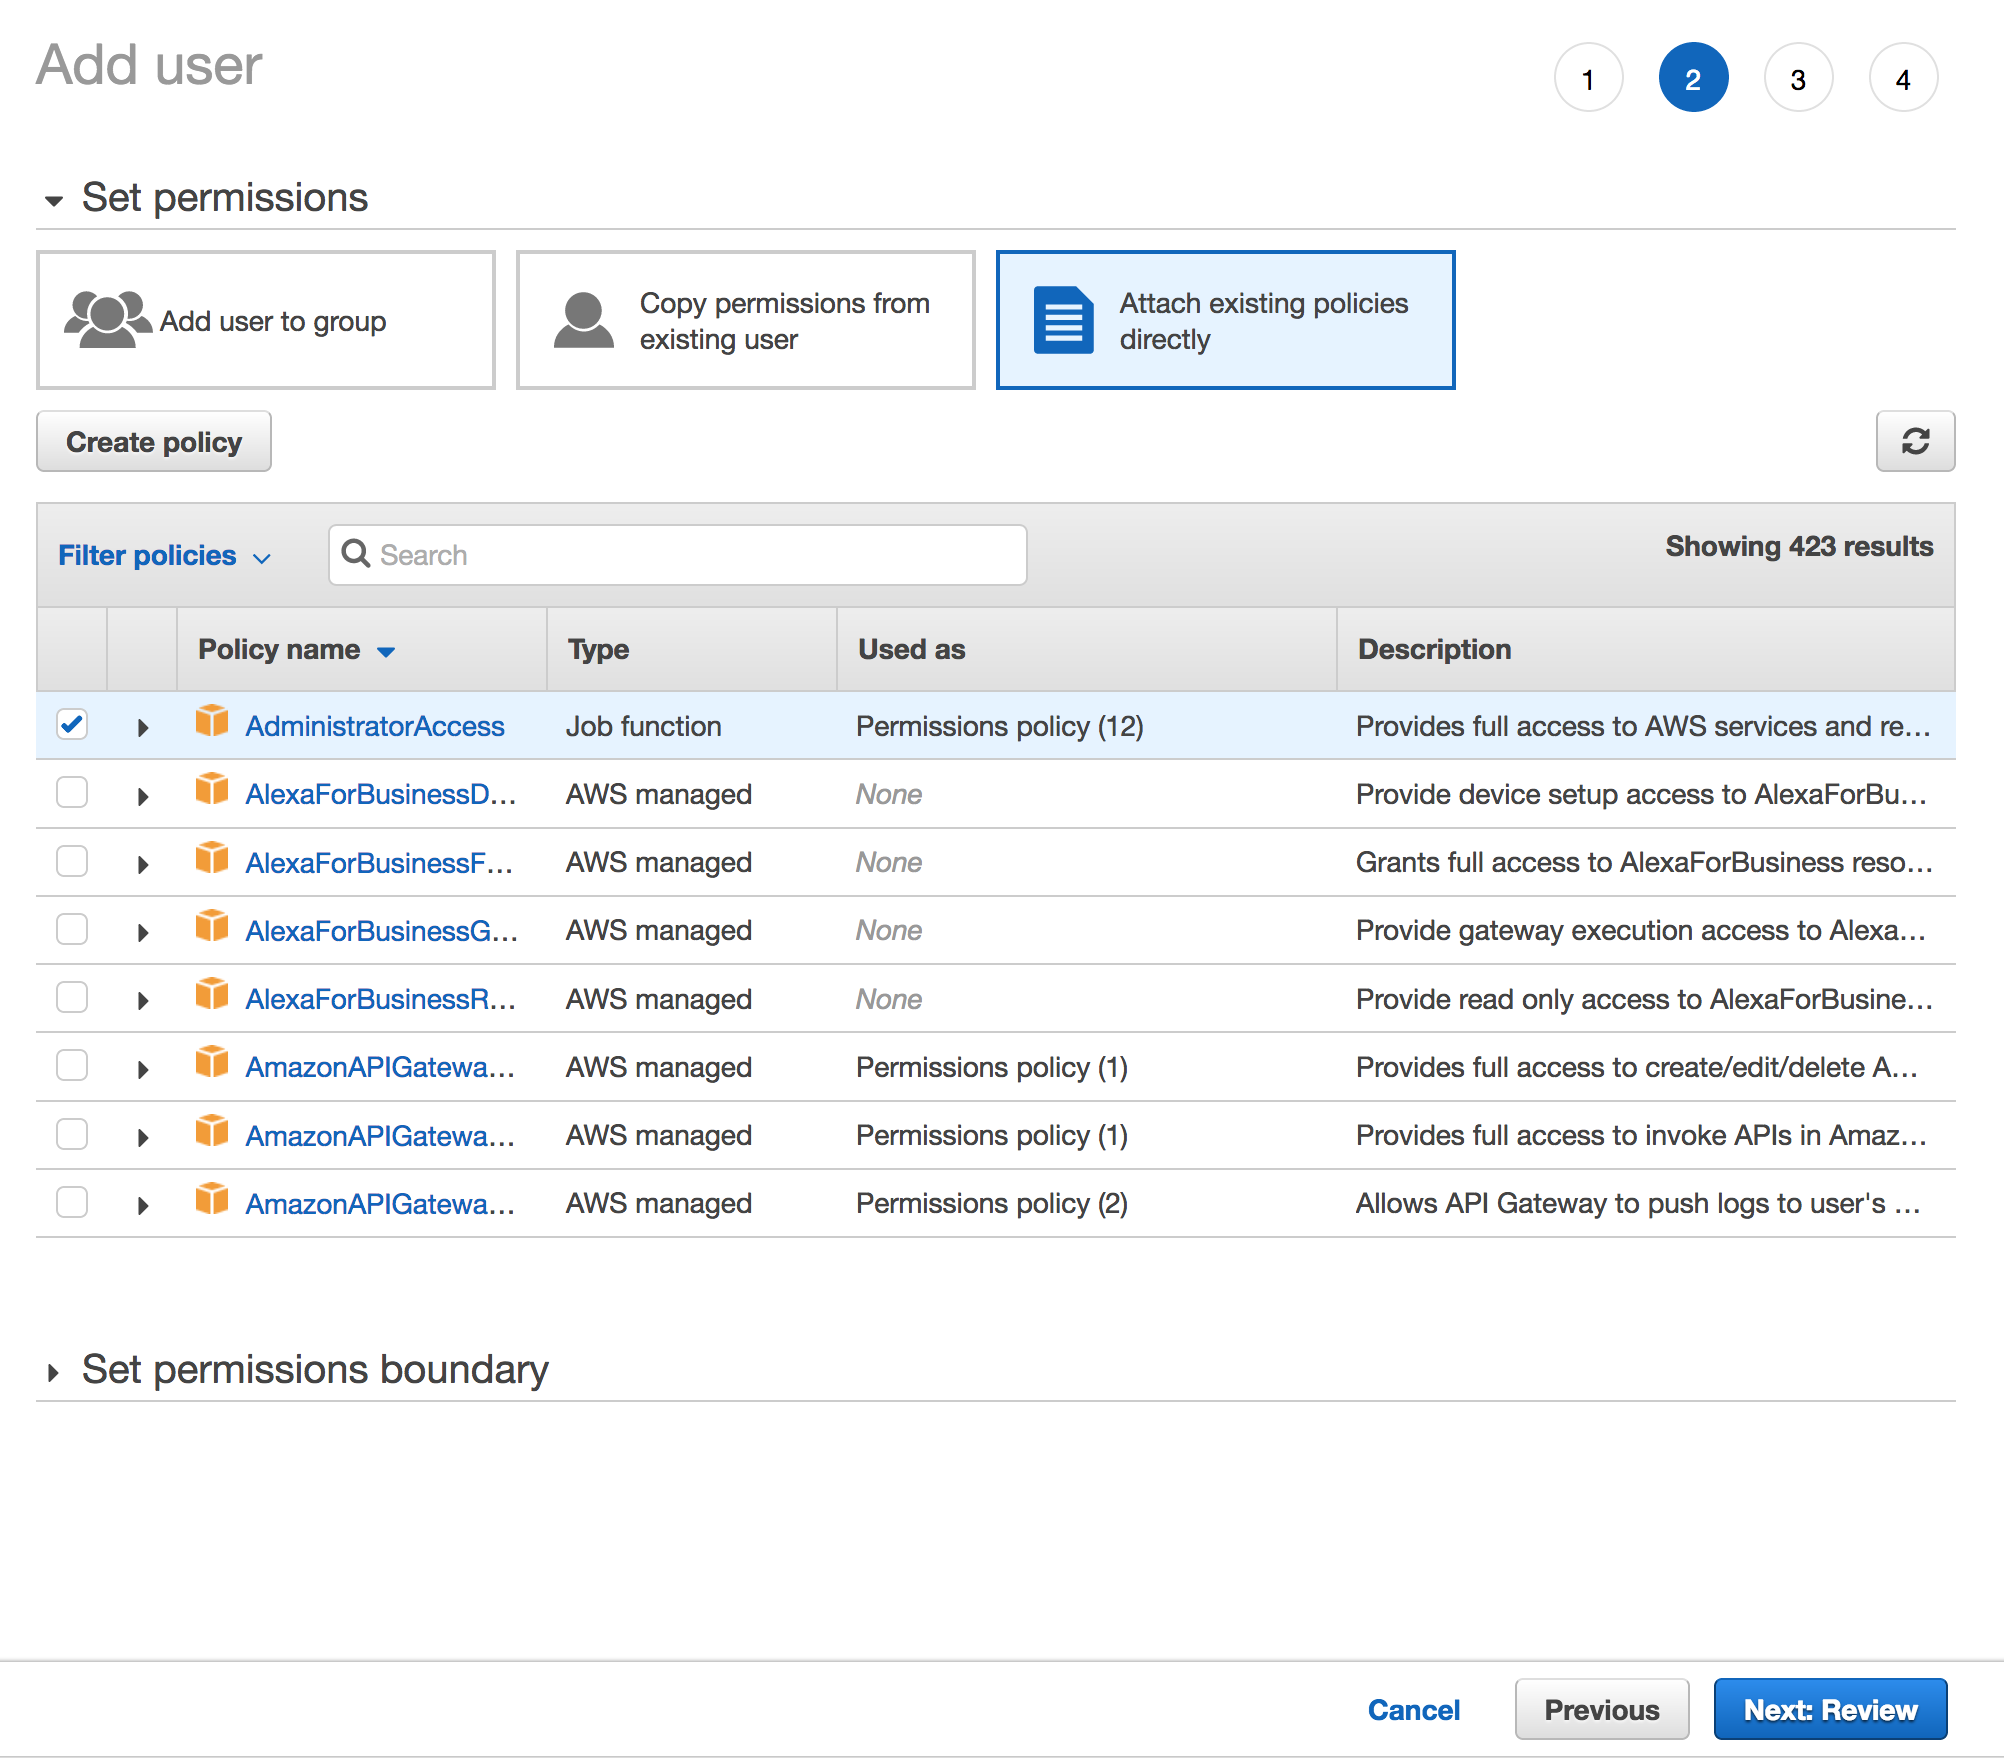 Add user
1 2 3 4
Set permissions
Add user to group
Copy permissions from
existing user
Attach existing policies
directly
Create policy
Filter policies
Search
Showing 423 results
Policy name Type Used as Description
AdministratorAccess Job function Permissions policy (12) Provides full access to AWS services and re...
AlexaForBusinessD... AWS managed None Provide device setup access to AlexaForBu...
AlexaForBusinessF... AWS managed None Grants full access to AlexaForBusiness reso...
AlexaForBusinessG... AWS managed None Provide gateway execution access to Alexa...
AlexaForBusinessR... AWS managed None Provide read only access to AlexaForBusine...
AmazonAPIGatewa... AWS managed Permissions policy (1) Provides full access to create/edit/delete A...
AmazonAPIGatewa... AWS managed Permissions policy (1) Provides full access to invoke APIs in Amaz...
AmazonAPIGatewa... AWS managed Permissions policy (2) Allows API Gateway to push logs to user's ...
Set permissions boundary
Cancel Previous Next: Review